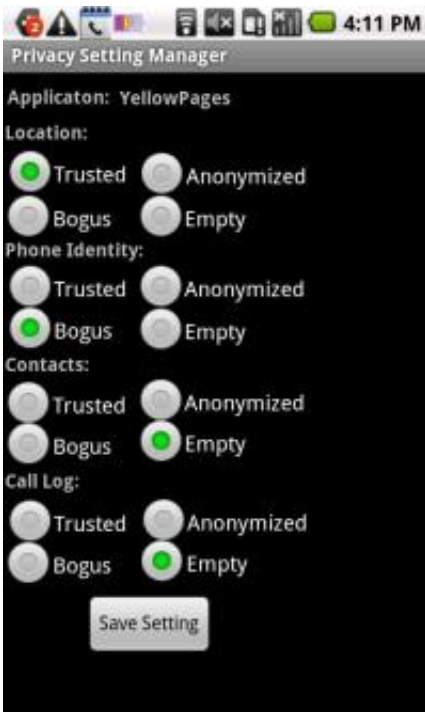 4:11 PM
Privacy Setting Manager
Applicaton: YellowPages
Location:
Trusted Anonymized
Bogus Empty
Phone Identity:
Trusted Anonymized
Bogus Empty
Contacts:
Trusted Anonymized
Bogus Empty
Call Log:
Trusted Anonymized
Bogus Empty
Save Setting